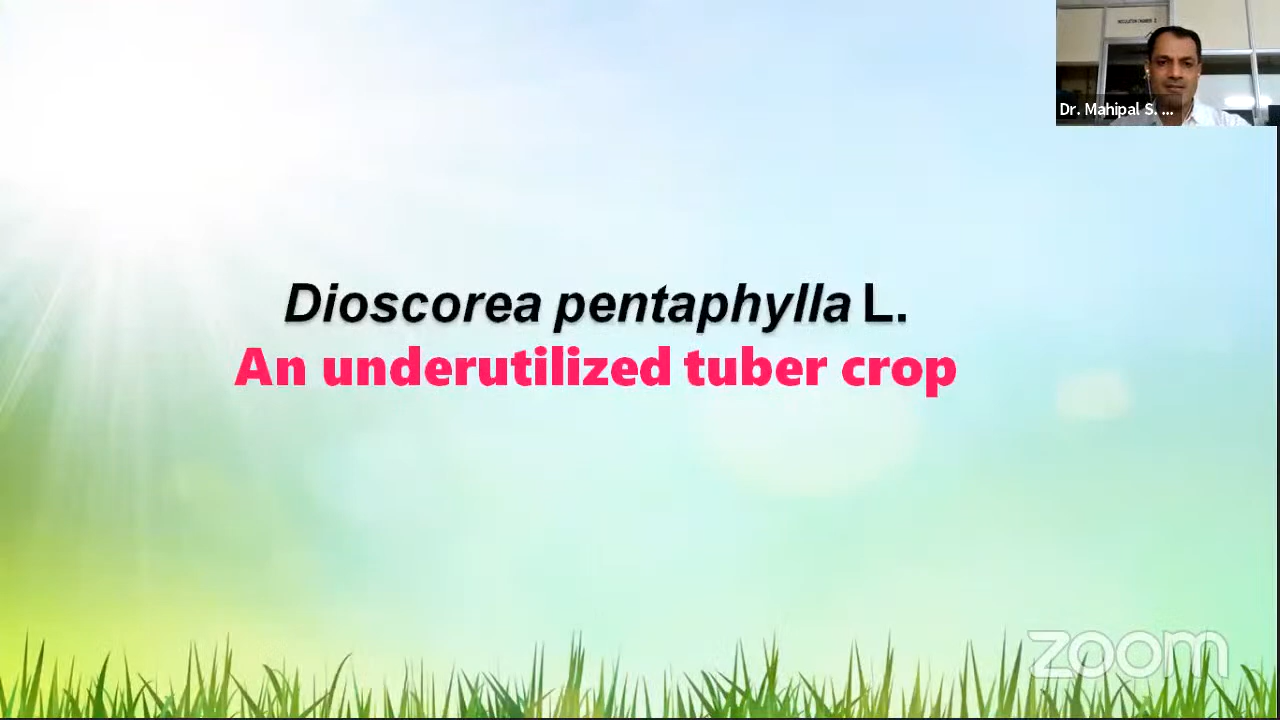 Dr. Mahipal S. ...
Dioscorea pentaphylla L.
An underutilized tuber crop
zoom